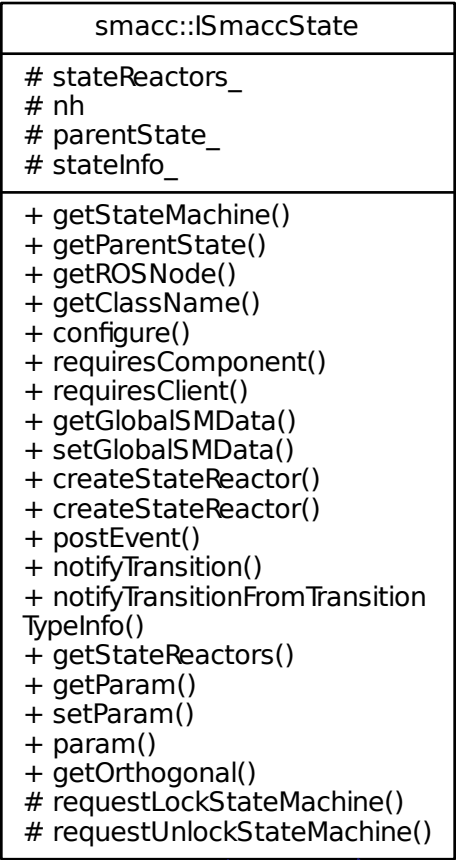 smacc::ISmaccState
# stateReactors_
# nh
# parentState_
# stateInfo_
+ getStateMachine()
+ getParentState()
+ getROSNode()
+ getClassName()
+ configure()
+ requiresComponent()
+ requiresClient()
+ getGlobalSMData()
+ setGlobalSMData()
+ createStateReactor()
+ createStateReactor()
+ postEvent()
+ notifyTransition()
+ notifyTransitionFromTransition
TypeInfo()
+ getStateReactors()
+ getParam()
+ setParam()
+ param()
+ getOrthogonal()
# requestLockStateMachine()
# requestUnlockStateMachine()